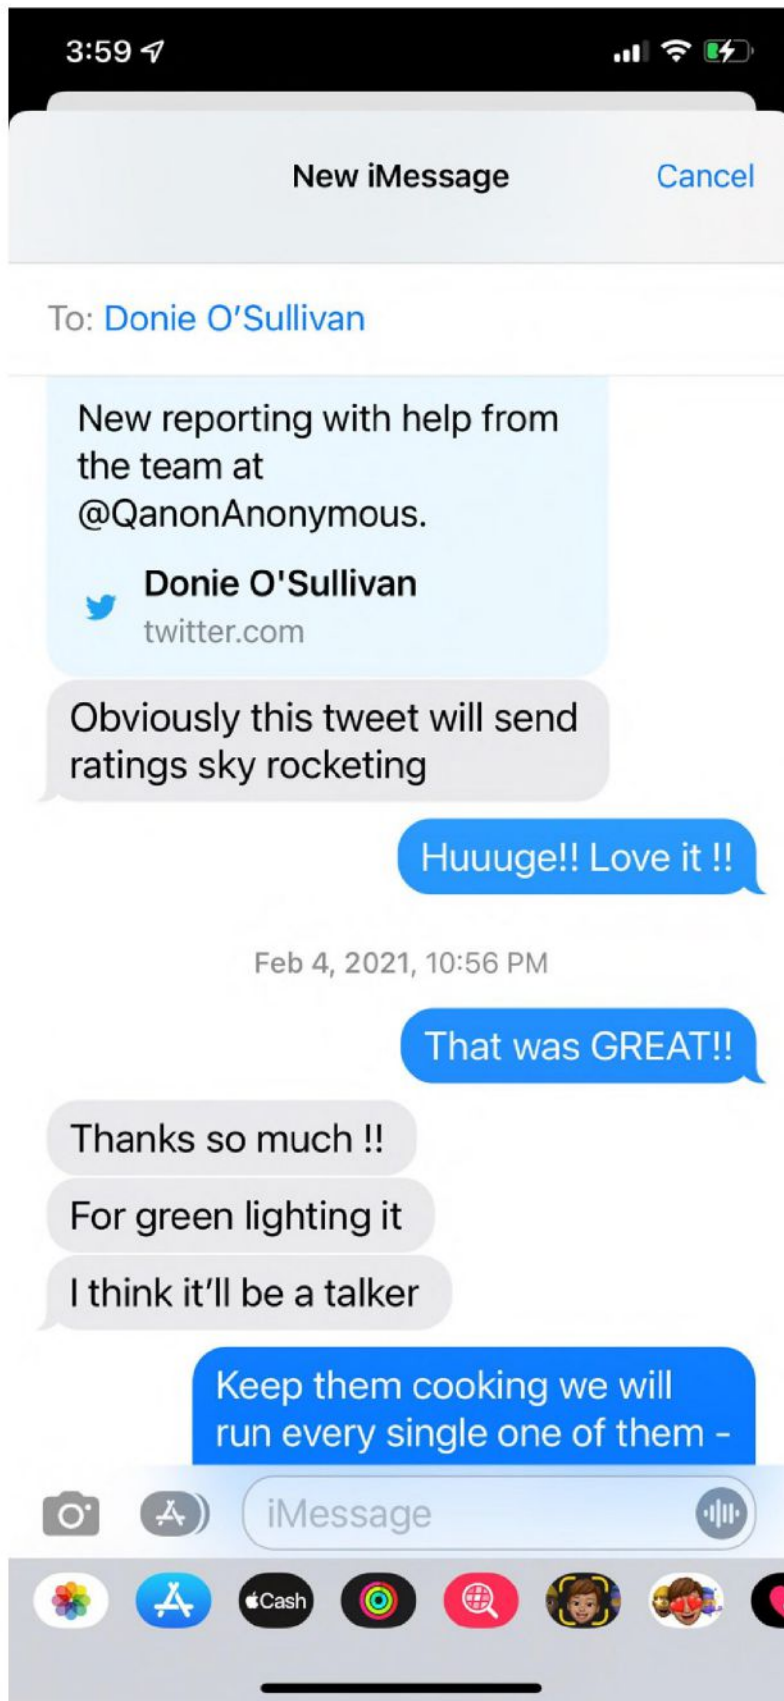 3:59
New iMessage
Cancel
To: Donie O'Sullivan
New reporting with help from
the team at
@QanonAnonymous.
Donie O'Sullivan
twitter.com
Obviously this tweet will send
ratings sky rocketing
Huuuge!! Love it !!
Feb 4, 2021, 10:56 PM
That was GREAT!!
Thanks so much !!
For green lighting it
I think it'll be a talker
Keep them cooking we will
run every single one of them -
iMessage
Cash